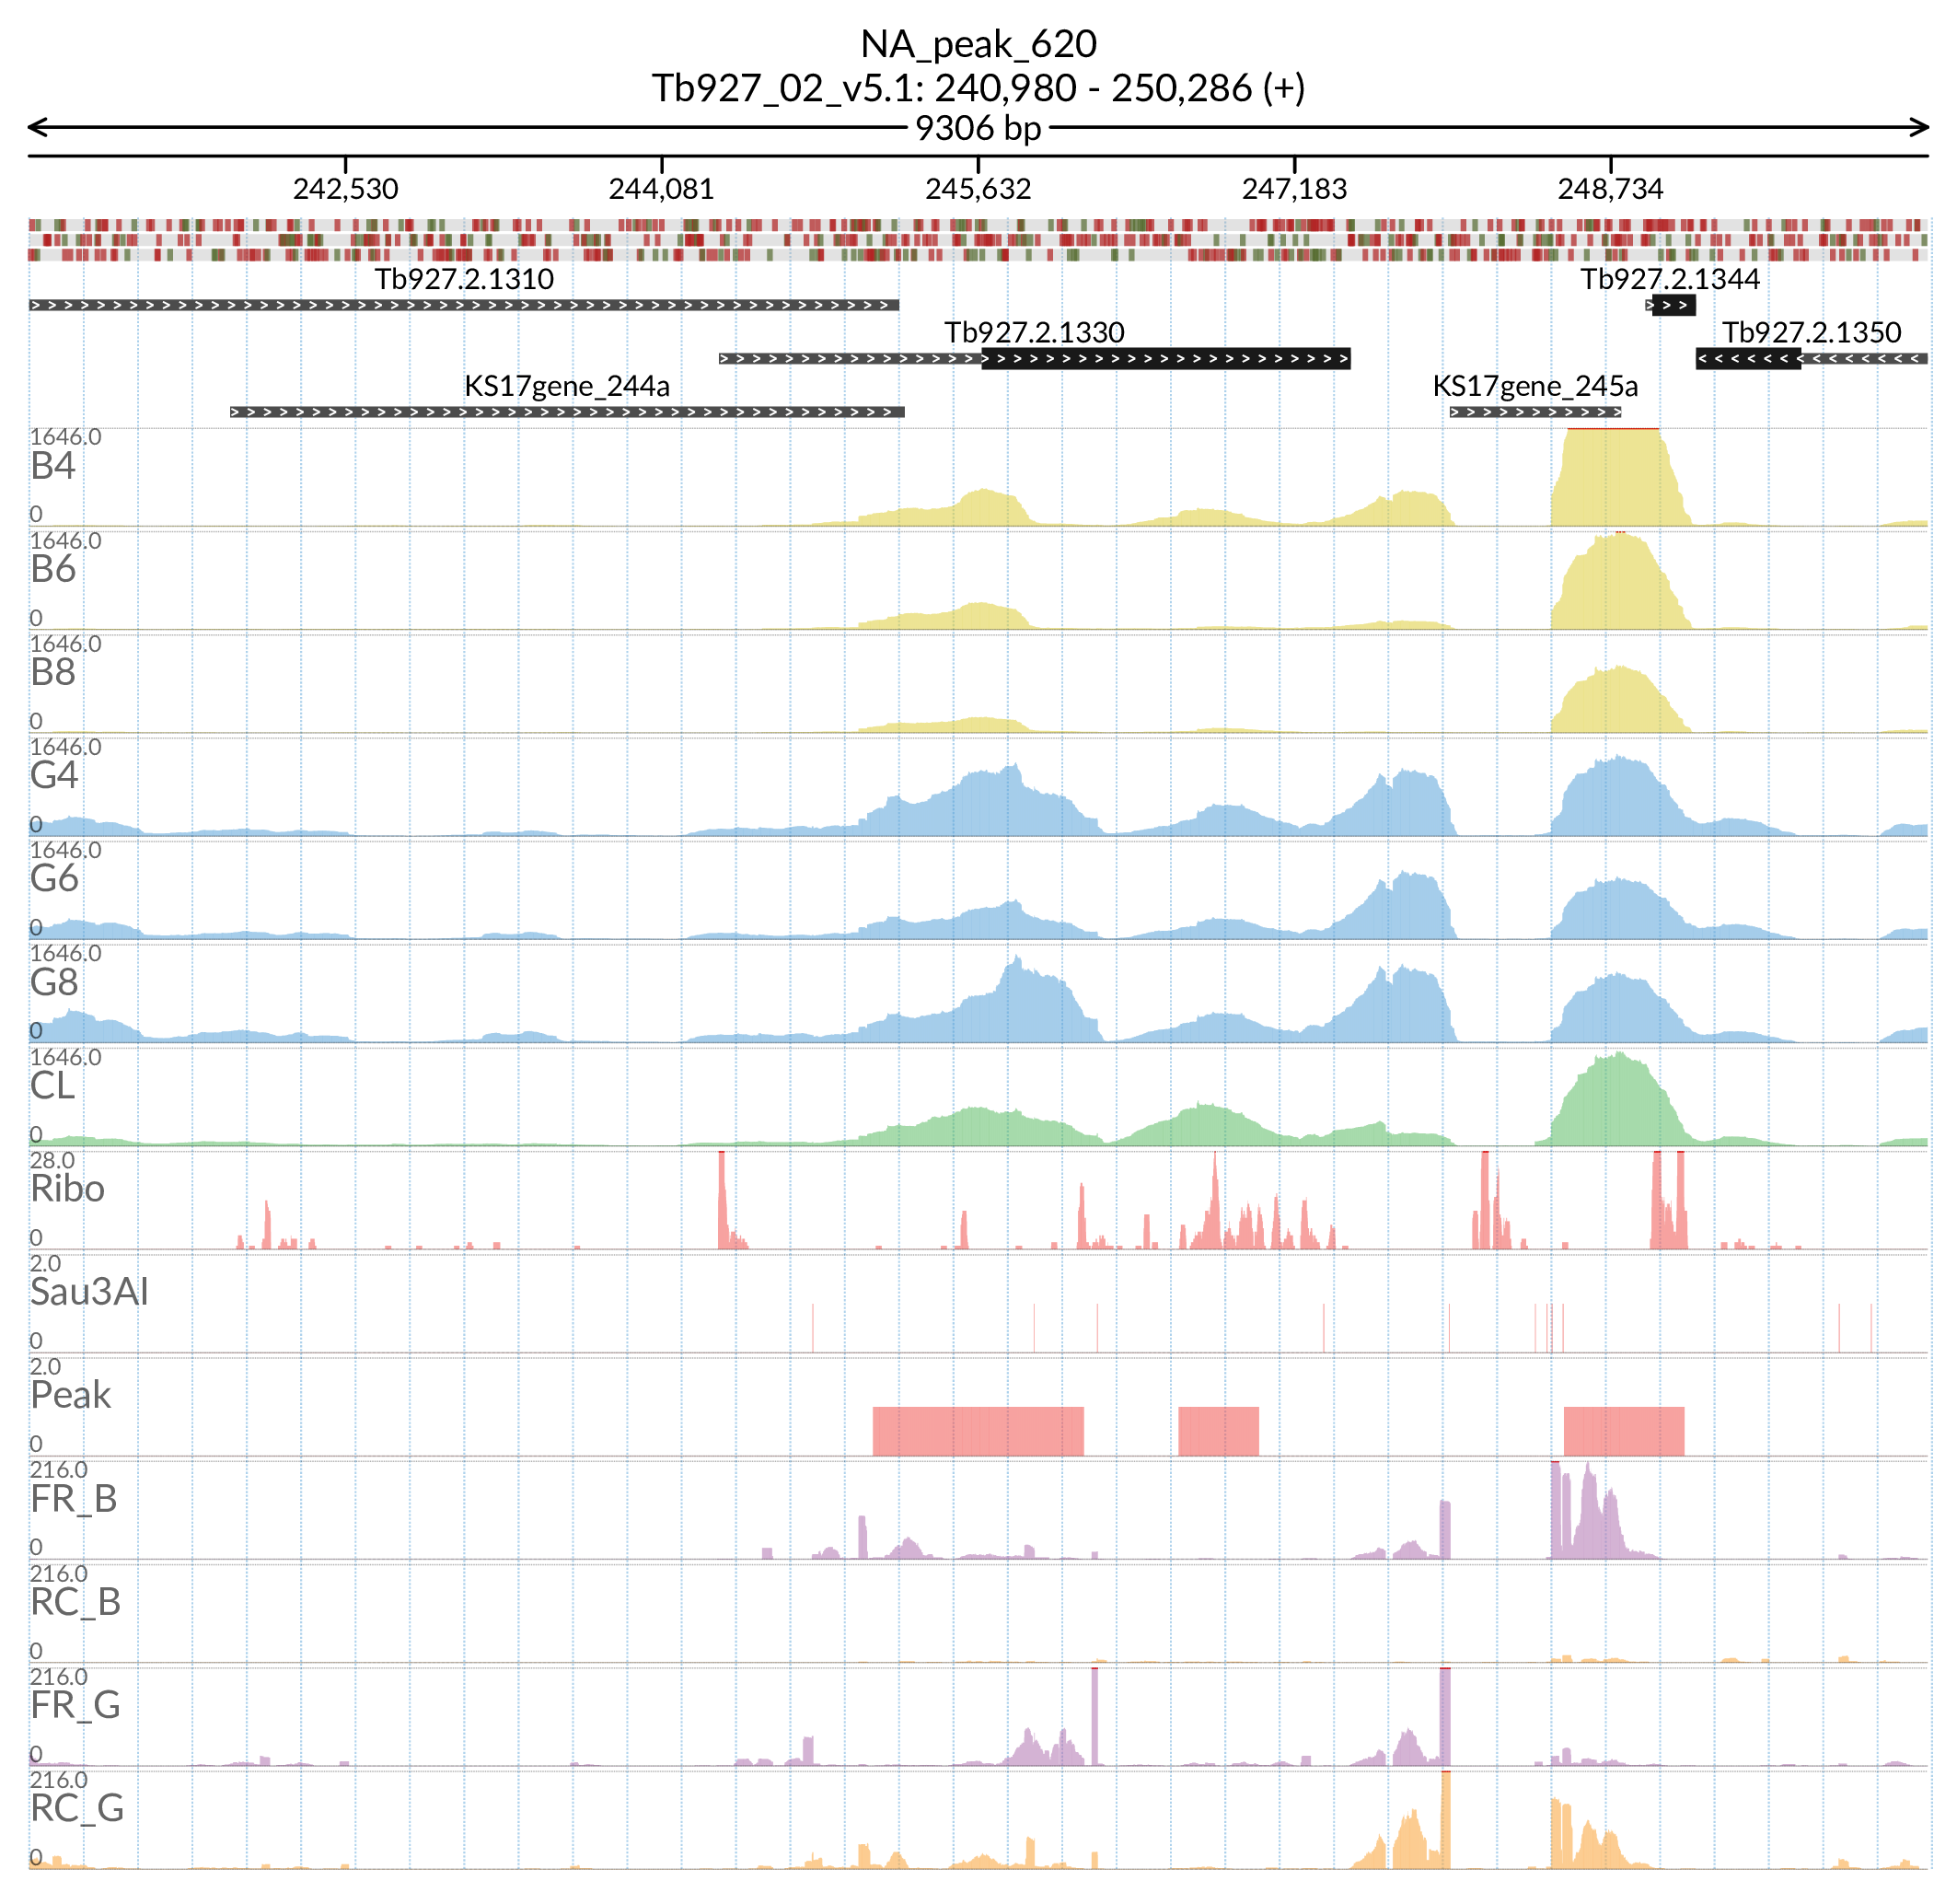 NA_peak_620
Tb927_02_v5.1: 240,980 - 250,286 (+)
9306 bp
242,530 244,081 245,632 247,183 248,734
Tb927.2.1310 Tb927.2.1344
Tb927.2.1330 Tb927.2.1350
KS17gene_244a KS17gene_245a
1646.0
B4
0
1646.0
B6
0
1646.0
B8
0
1646.0
G4
0
1646.0
G6
0
1646.0
G8
0
1646.0
CL
0
28.0
Ribo
0
2.0
Sau3AI
0
2.0
Peak
0
216.0
FR_B
0
216.0
RC_B
0
216.0
FR_G
0
216.0
RC_G
0